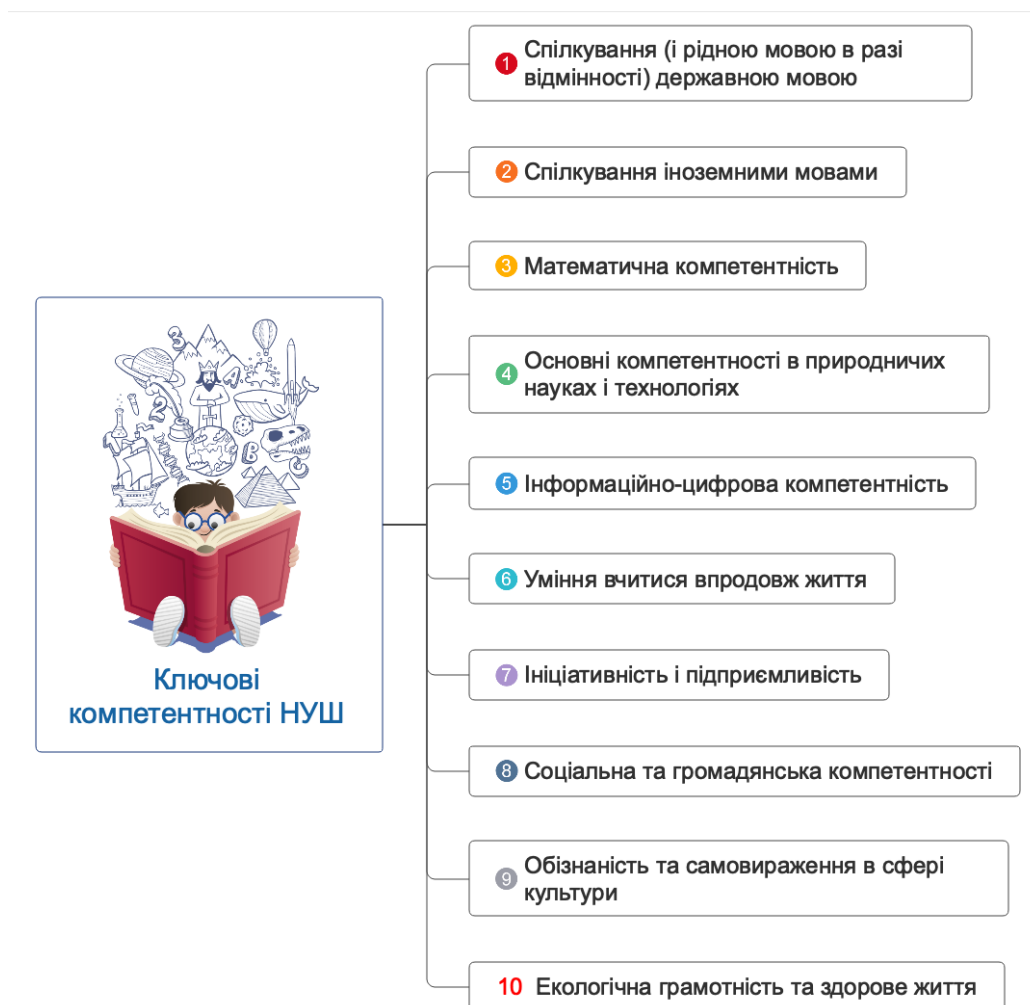 1 Спілкування (і рідною мовою в разі
відмінності) державною мовою
2 Спілкування іноземними мовами
3 Математична компетентність
4 Основні компетентності в природничих
науках і технологіях
5 Інформаційно-цифрова компетентність
6 Уміння вчитися впродовж життя
7 Ініціативність і підприємливість
8 Соціальна та громадянська компетентності
9 Обізнаність та самовираження в сфері
культури
10 Екологічна грамотність та здорове життя
3
A
2
B
C
Ключові
компетентності НУШ